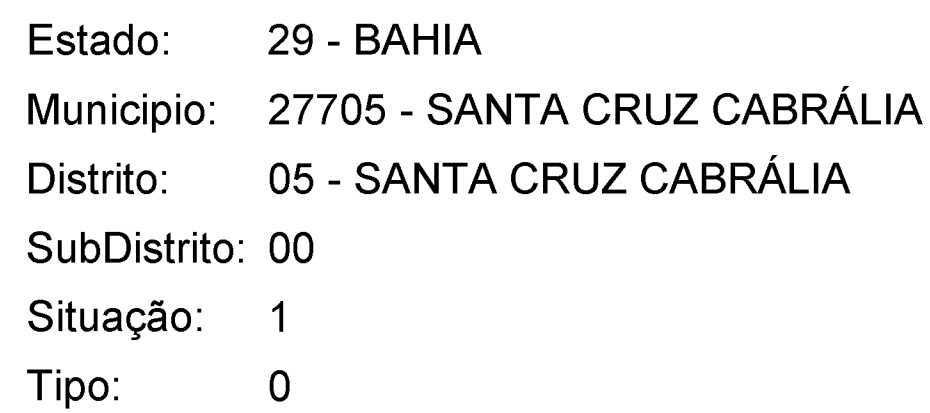 Estado: 29 - BAHIA
Municipio: 27705 - SANTA CRUZ CABRÁLIA
Distrito: 05 - SANTA CRUZ CABRÁLIA
SubDistrito: 00
Situação: 1
Tipo: 0